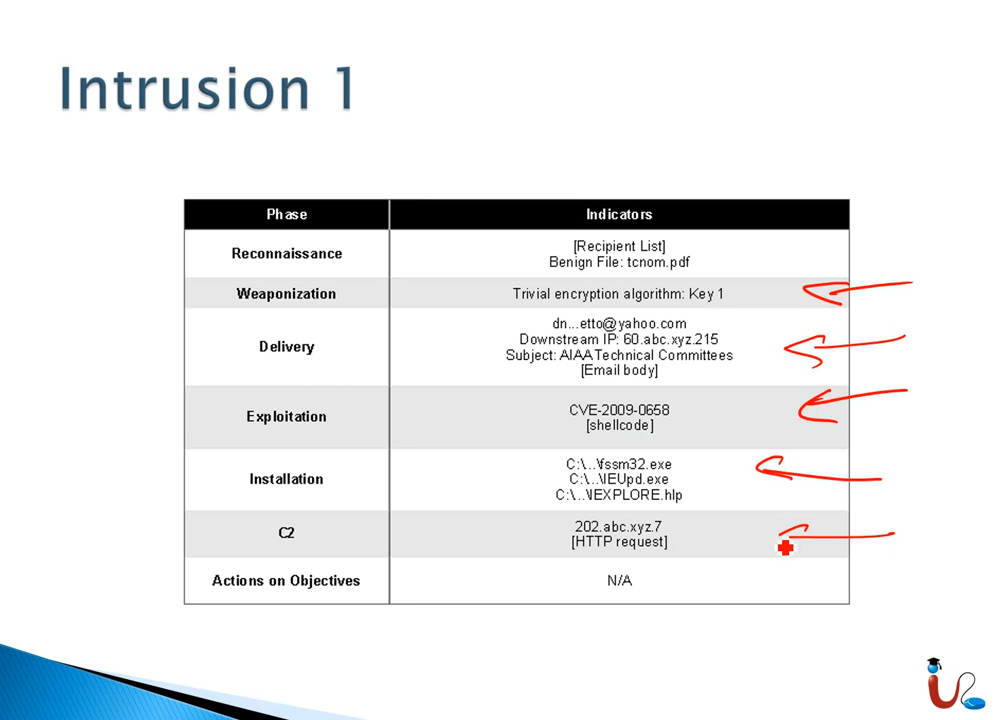 Intrusion 1
Phase Indicators
Reconnaissance
[Recipient List]
Benign File: tcnom.pdf
Weaponization
Trivial encryption algorithm: Key 1
Delivery
dn...etto@yahoo.com
Downstream IP: 60.abc.xyz.215
Subject: AIAA Technical Committees
[Email body]
Exploitation
CVE-2009-0658
[shellcode]
Installation
C:\...\fssm32.exe
C:\...\IEUpd.exe
C:\...\IEXPLORE.hlp
C2
202.abc.xyz.7
[HTTP request]
Actions on Objectives
N/A